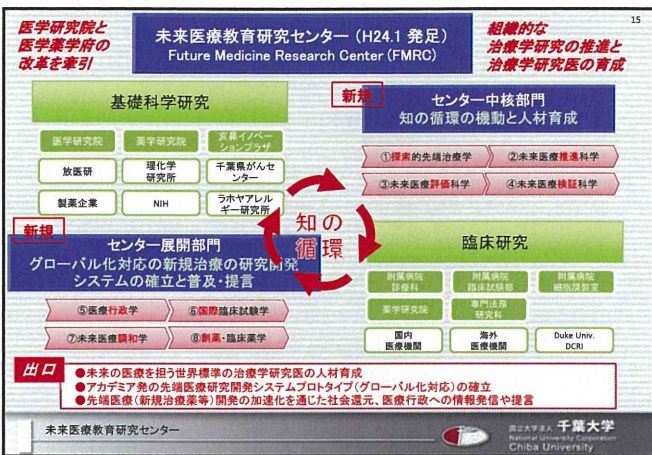 15
医学研究院と
医学薬学府の
改革を牽引
未来医療教育研究センター (H24.1 発足)
Future Medicine Research Center (FMRC)
組織的な
治療学研究の推進と
治療学研究医の育成
基礎科学研究
医学研究院
薬学研究院
亥鼻イノベー
ションプラザ
放医研
理化学
研究所
千葉県がんセ
ンター
製薬企業
NIH
ラホヤアレル
ギー研究所
新規
センター中核部門
知の循環の機動と人材育成
①探索的先端治療学
②未来医療推進科学
③未来医療評価科学
④未来医療検証科学
知の
循環
新規
センター展開部門
グローバル化対応の新規治療の研究開発
システムの確立と普及・提言
⑤医療行政学
⑥国際臨床試験学
⑦未来医療調和学
⑧創薬・臨床薬学
臨床研究
附属病院
診療科
附属病院
臨床試験部
附属病院
細胞調製室
薬学研究院
専門法務
研究科
国内
医療機関
海外
医療機関
Duke Univ.
DCRI
出口
●未来の医療を担う世界標準の治療学研究医の人材育成
●アカデミア発の先端医療研究開発システムプロトタイプ(グローバル化対応)の確立
●先端医療(新規治療薬等)開発の加速化を通じた社会還元、医療行政への情報発信や提言
未来医療教育研究センター
国立大学法人 千葉大学
National University Corporation
Chiba University